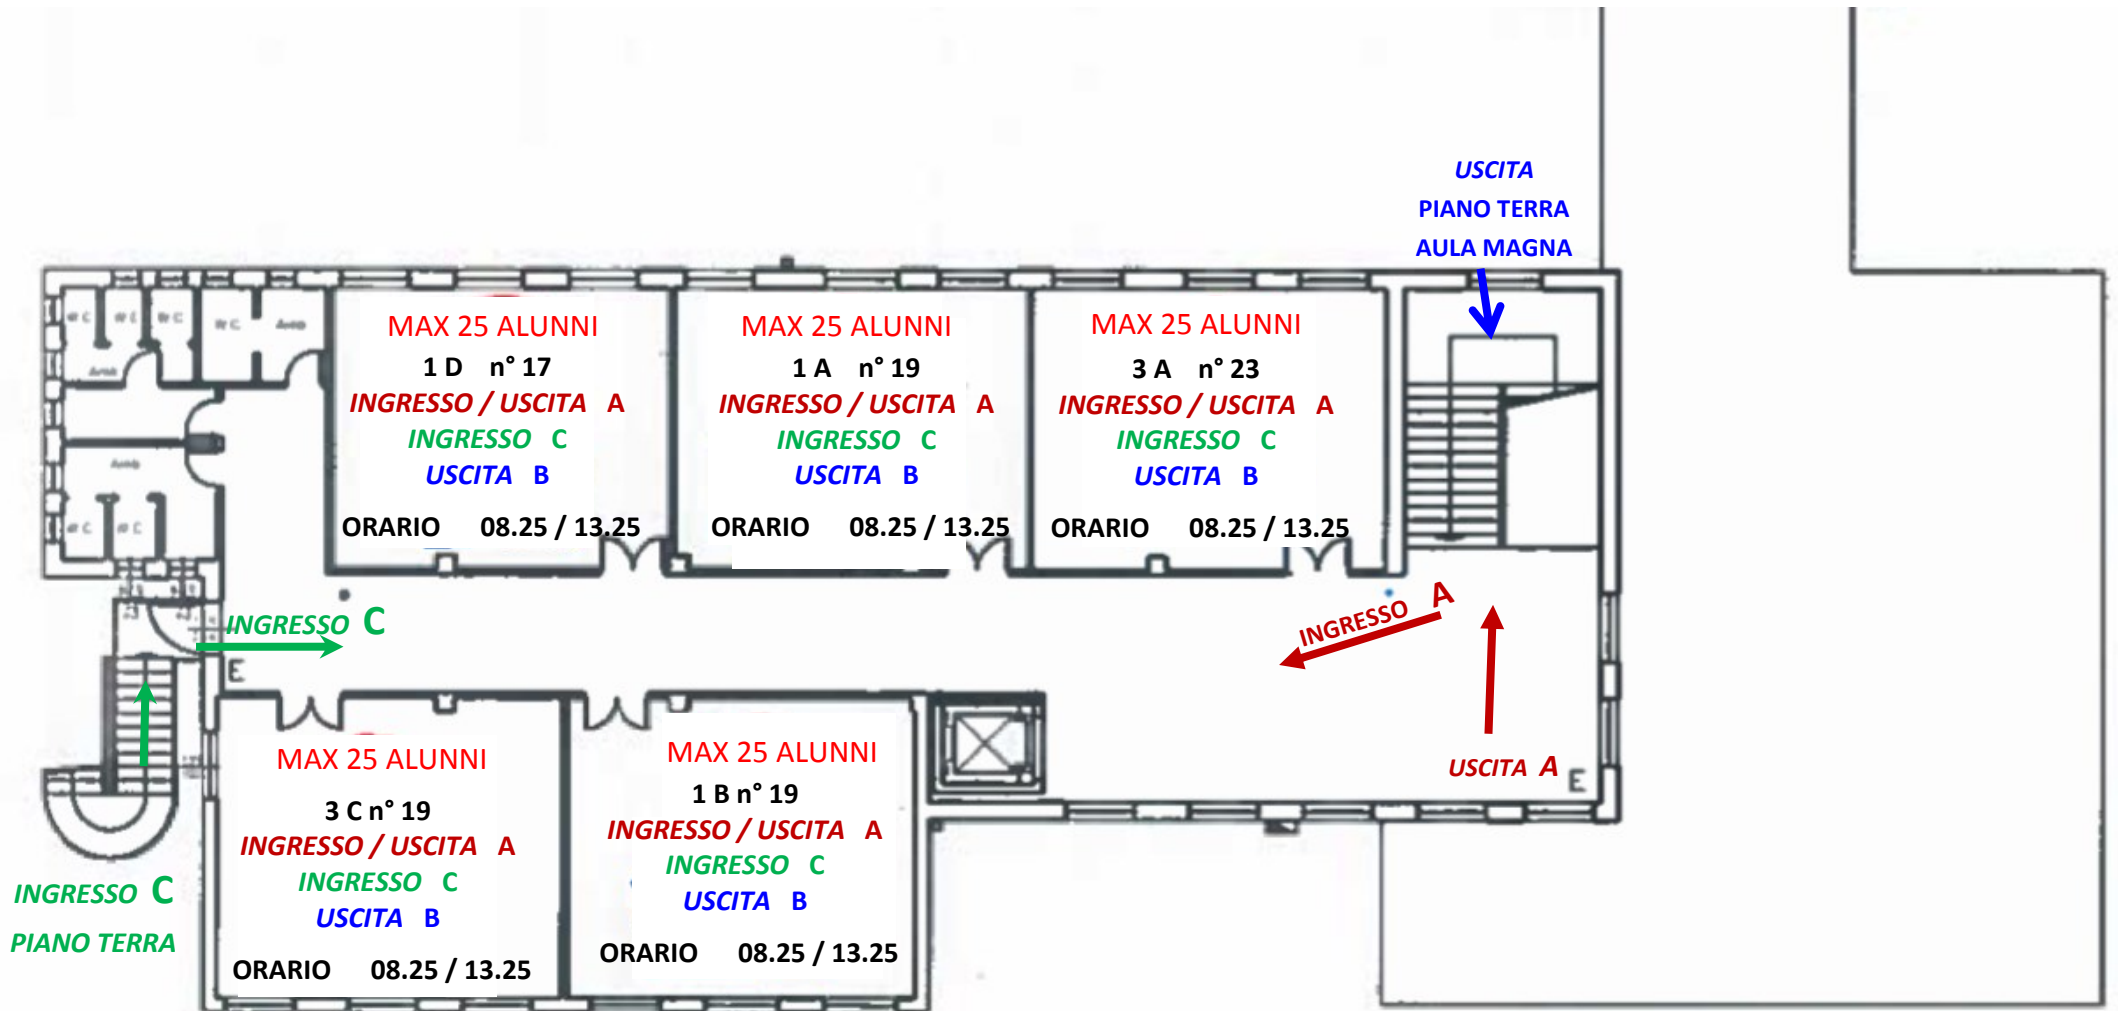 USCITA
PIANO TERRA
AULA MAGNA
MAX 25 ALUNNI
1 D n° 17
INGRESSO / USCITA A
INGRESSO C
USCITA B
ORARIO 08.25 / 13.25
MAX 25 ALUNNI
1 A n° 19
INGRESSO / USCITA A
INGRESSO C
USCITA B
ORARIO 08.25 / 13.25
MAX 25 ALUNNI
3 A n° 23
INGRESSO / USCITA A
INGRESSO C
USCITA B
ORARIO 08.25 / 13.25
W C
W C
W C
W C
Antib
Antib
Antib
W C
W C
INGRESSO C
E
INGRESSO A
USCITA A
E
MAX 25 ALUNNI
3 C n° 19
INGRESSO / USCITA A
INGRESSO C
USCITA B
ORARIO 08.25 / 13.25
MAX 25 ALUNNI
1 B n° 19
INGRESSO / USCITA A
INGRESSO C
USCITA B
ORARIO 08.25 / 13.25
INGRESSO C
PIANO TERRA